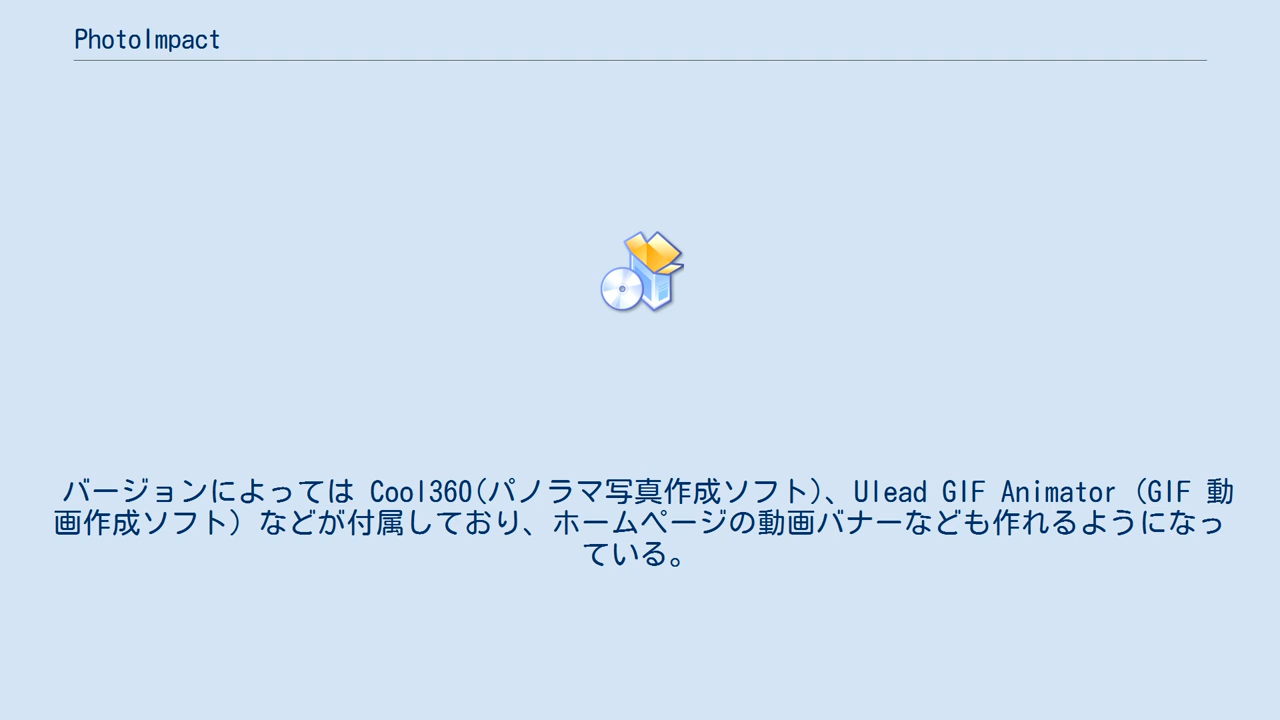 PhotoImpact
バージョンによっては Cool360(パノラマ写真作成ソフト)、Ulead GIF Animator (GIF 動
画作成ソフト) などが付属しており、ホームページの動画バナーなども作れるようになっ
ている。